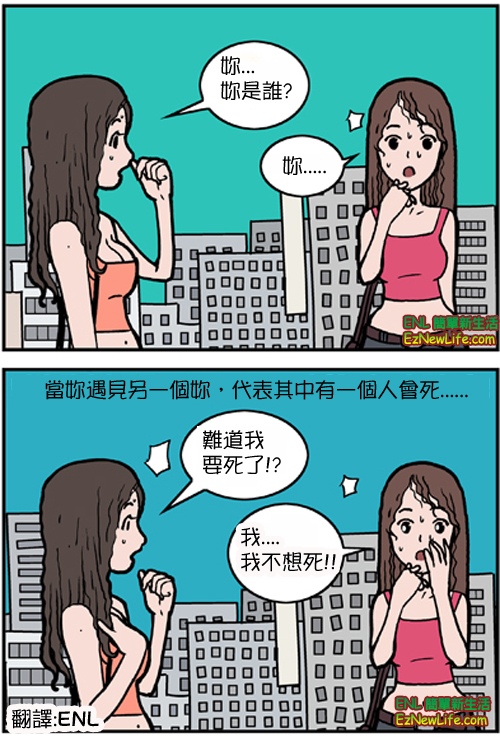 妳...
妳是誰?
妳.....
ENL 簡單新生活
EzNewLife.com
當妳遇見另一個妳，代表其中有一個人會死......
難道我
要死了!?
我....
我不想死!!
ENL 簡單新生活
EzNewLife.com
翻譯:ENL